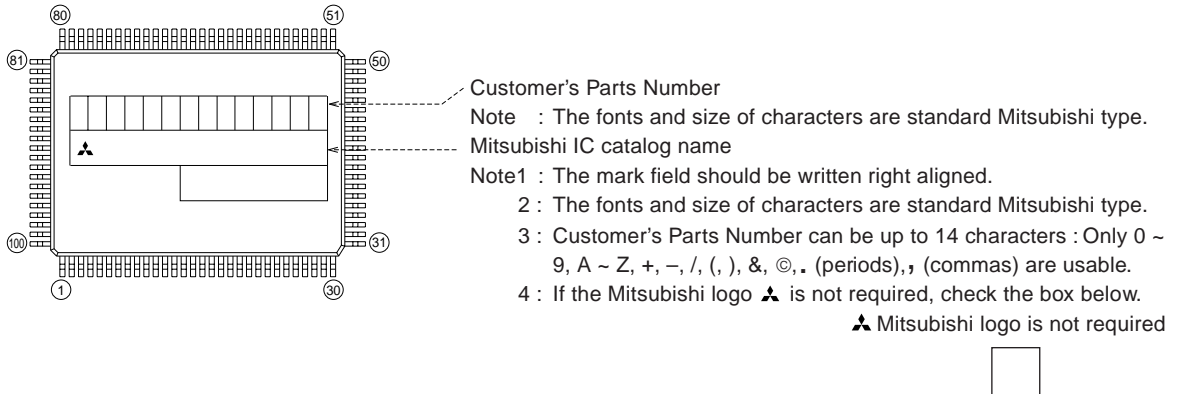 80 51
81 50
Customer's Parts Number
Note : The fonts and size of characters are standard Mitsubishi type.
Mitsubishi IC catalog name
Note1 : The mark field should be written right aligned.
2 : The fonts and size of characters are standard Mitsubishi type.
3 : Customer's Parts Number can be up to 14 characters : Only 0 ~
9, A ~ Z, +, –, /, (, ), &, ©, . (periods), , (commas) are usable.
4 : If the Mitsubishi logo is not required, check the box below.
Mitsubishi logo is not required
100 31
1 30